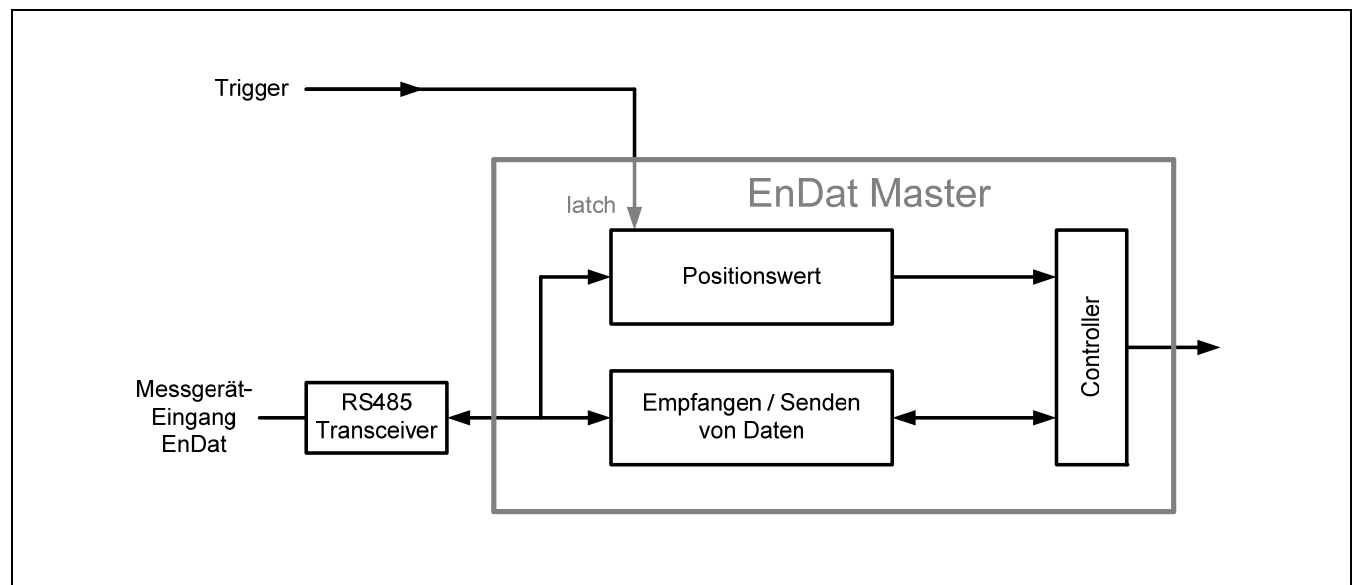 Trigger
EnDat Master
latch
Positionswert
Controller
Messgerät-
Eingang
EnDat
RS485
Transceiver
Empfangen / Senden
von Daten